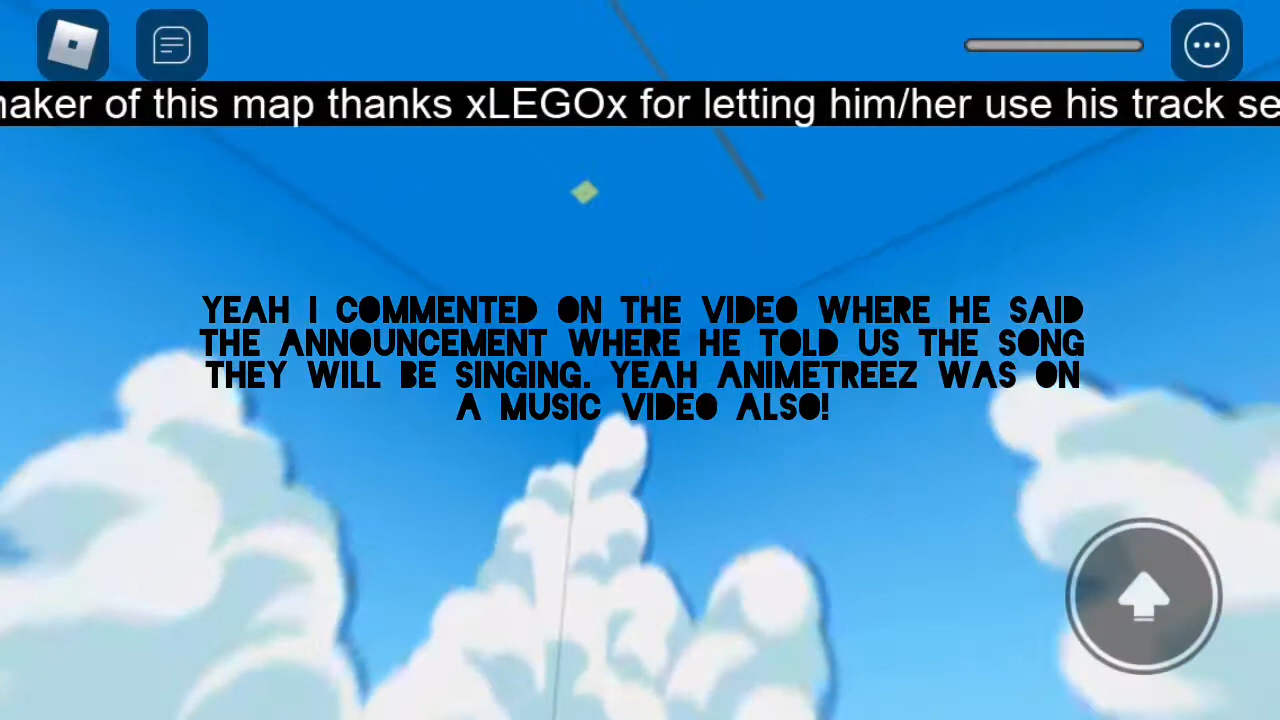 naker of this map thanks xLEGOx for letting him/her use his track se
YEAH I COMMENTED ON THE VIDEO WHERE HE SAID
THE ANNOUNCEMENT WHERE HE TOLD US THE SONG
THEY WILL BE SINGING. YEAH ANIMETREEZ WAS ON
A MUSIC VIDEO ALSO!